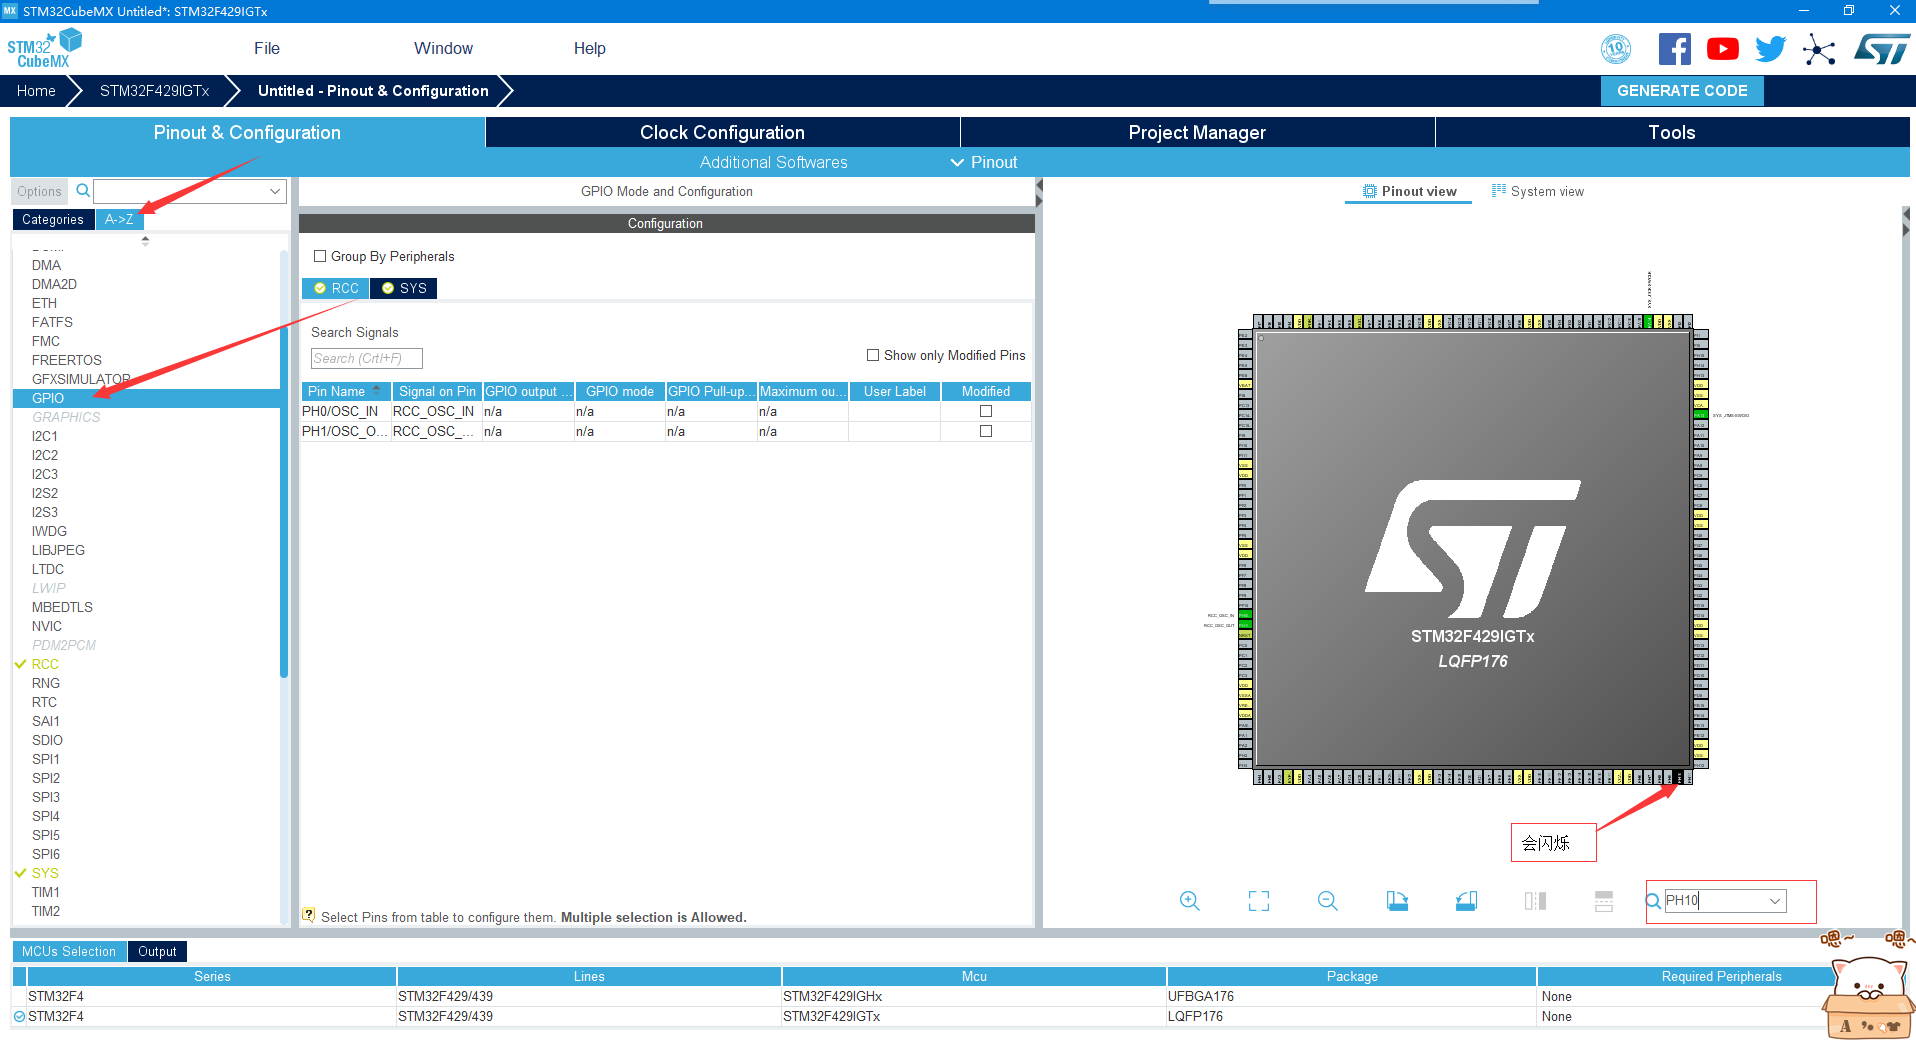 MX STM32CubeMX Untitled*: STM32F429IGTx
STM32 CubeMX
File Window Help
10
Home STM32F429IGTx Untitled - Pinout & Configuration GENERATE CODE
Pinout & Configuration Clock Configuration Project Manager Tools
Additional Softwares Pinout
Options
Categories A->Z
DMA
DMA2D
ETH
FATFS
FMC
FREERTOS
GFXSIMULATOR
GPIO
GRAPHICS
I2C1
I2C2
I2C3
I2S2
I2S3
IWDG
LIBJPEG
LTDC
LWIP
MBEDTLS
NVIC
PDM2PCM
RCC
RNG
RTC
SAI1
SDIO
SPI1
SPI2
SPI3
SPI4
SPI5
SPI6
SYS
TIM1
TIM2
GPIO Mode and Configuration
Configuration
Group By Peripherals
RCC SYS
Search Signals
Search (Crtl+F)
Show only Modified Pins
Pin Name Signal on Pin GPIO output ... GPIO mode GPIO Pull-up... Maximum ou... User Label Modified
PH0/OSC_IN RCC_OSC_IN n/a n/a n/a n/a
PH1/OSC_O... RCC_OSC_... n/a n/a n/a n/a
Select Pins from table to configure them. Multiple selection is Allowed.
Pinout view System view
RCC_OSC_IN
RCC_OSC_OUT
ST
STM32F429IGTx
LQFP176
会闪烁
PH10
MCUs Selection Output
Series Lines Mcu Package Required Peripherals
STM32F4 STM32F429/439 STM32F429IGHx UFBGA176 None
STM32F4 STM32F429/439 STM32F429IGTx LQFP176 None
嗯~ 嗯~
A